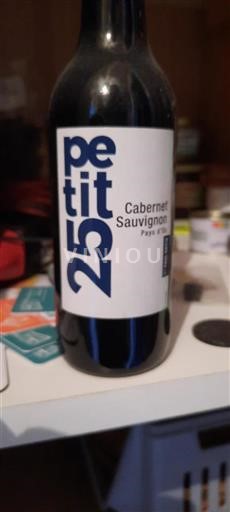 pe
tit
25
Cabernet
Sauvignon
Pays d'Oc
VINIOU